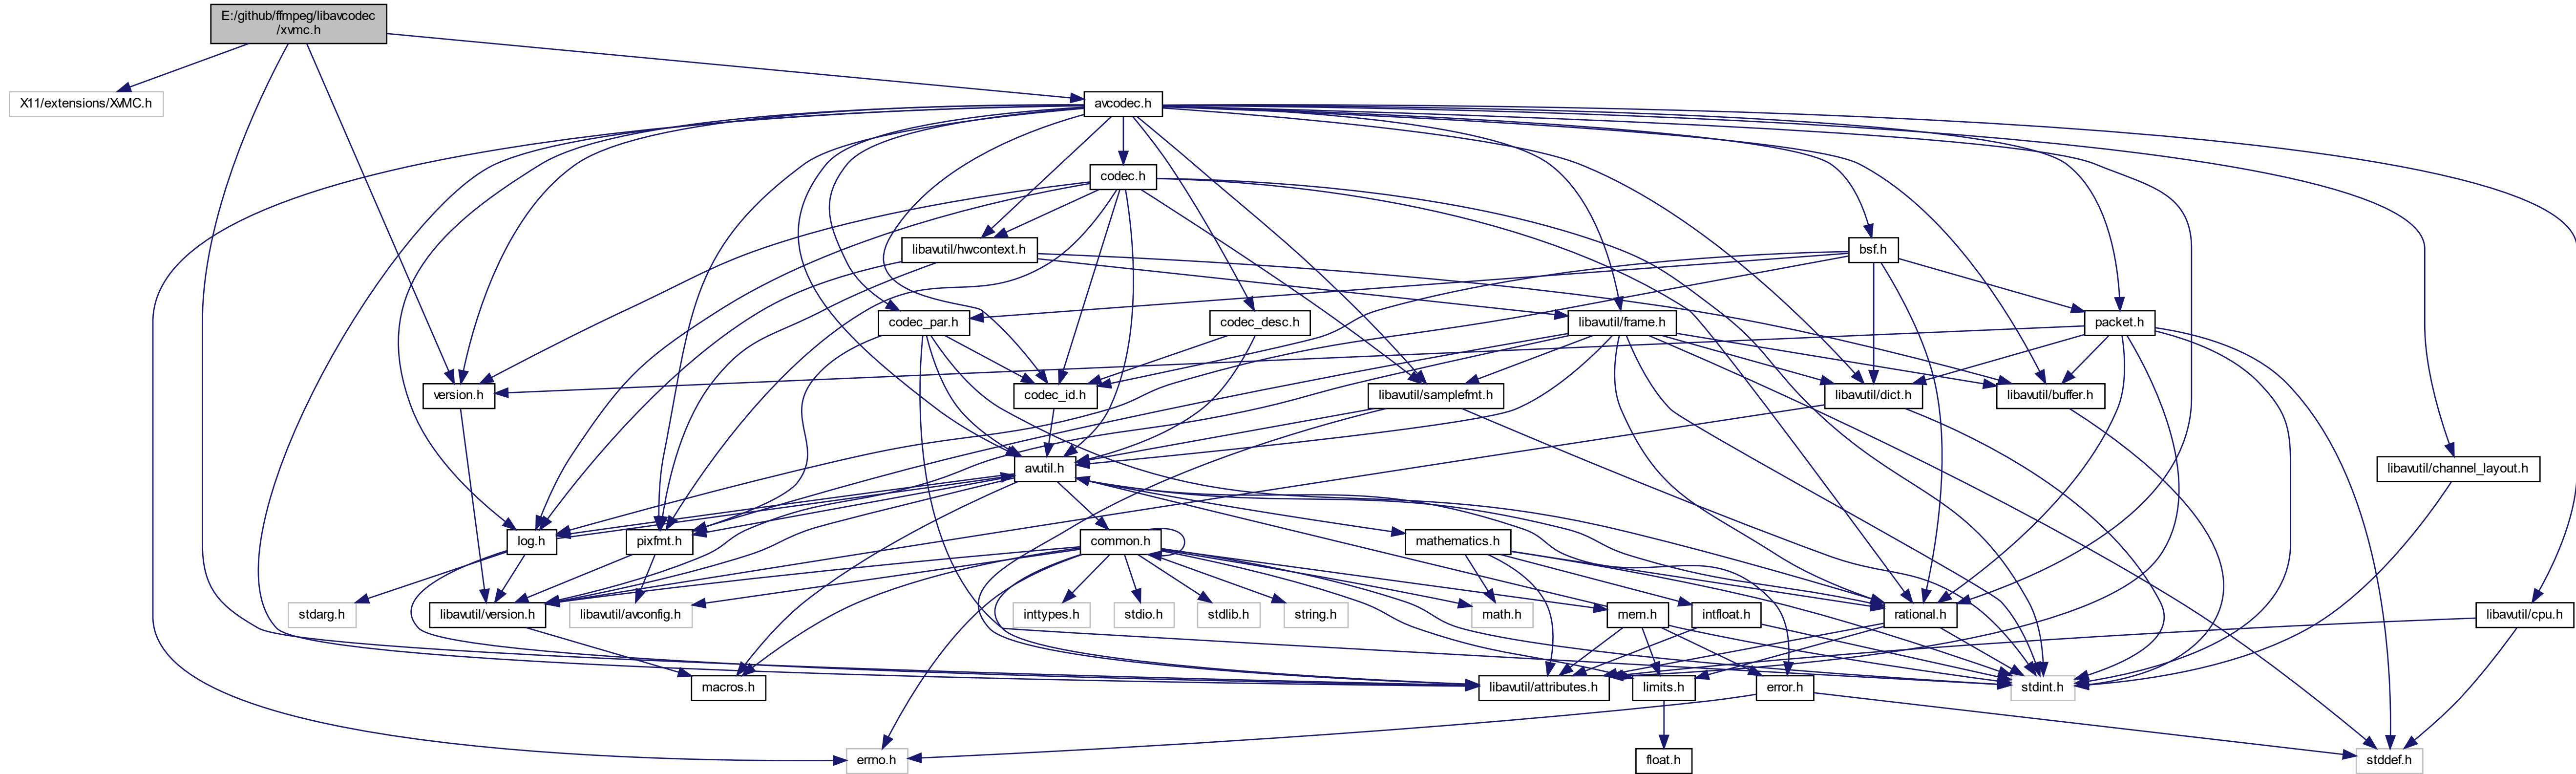 E:/github/ffmpeg/libavcodec
/xvmc.h
X11/extensions/XvMC.h
avcodec.h
codec.h
libavutil/hwcontext.h
bsf.h
codec_par.h
codec_desc.h
libavutil/frame.h
packet.h
version.h
codec_id.h
libavutil/samplefmt.h
libavutil/dict.h
libavutil/buffer.h
avutil.h
libavutil/channel_layout.h
log.h
pixfmt.h
common.h
mathematics.h
stdarg.h
libavutil/version.h
libavutil/avconfig.h
inttypes.h
stdio.h
stdlib.h
string.h
math.h
mem.h
intfloat.h
rational.h
libavutil/cpu.h
macros.h
libavutil/attributes.h
limits.h
error.h
stdint.h
errno.h
float.h
stddef.h